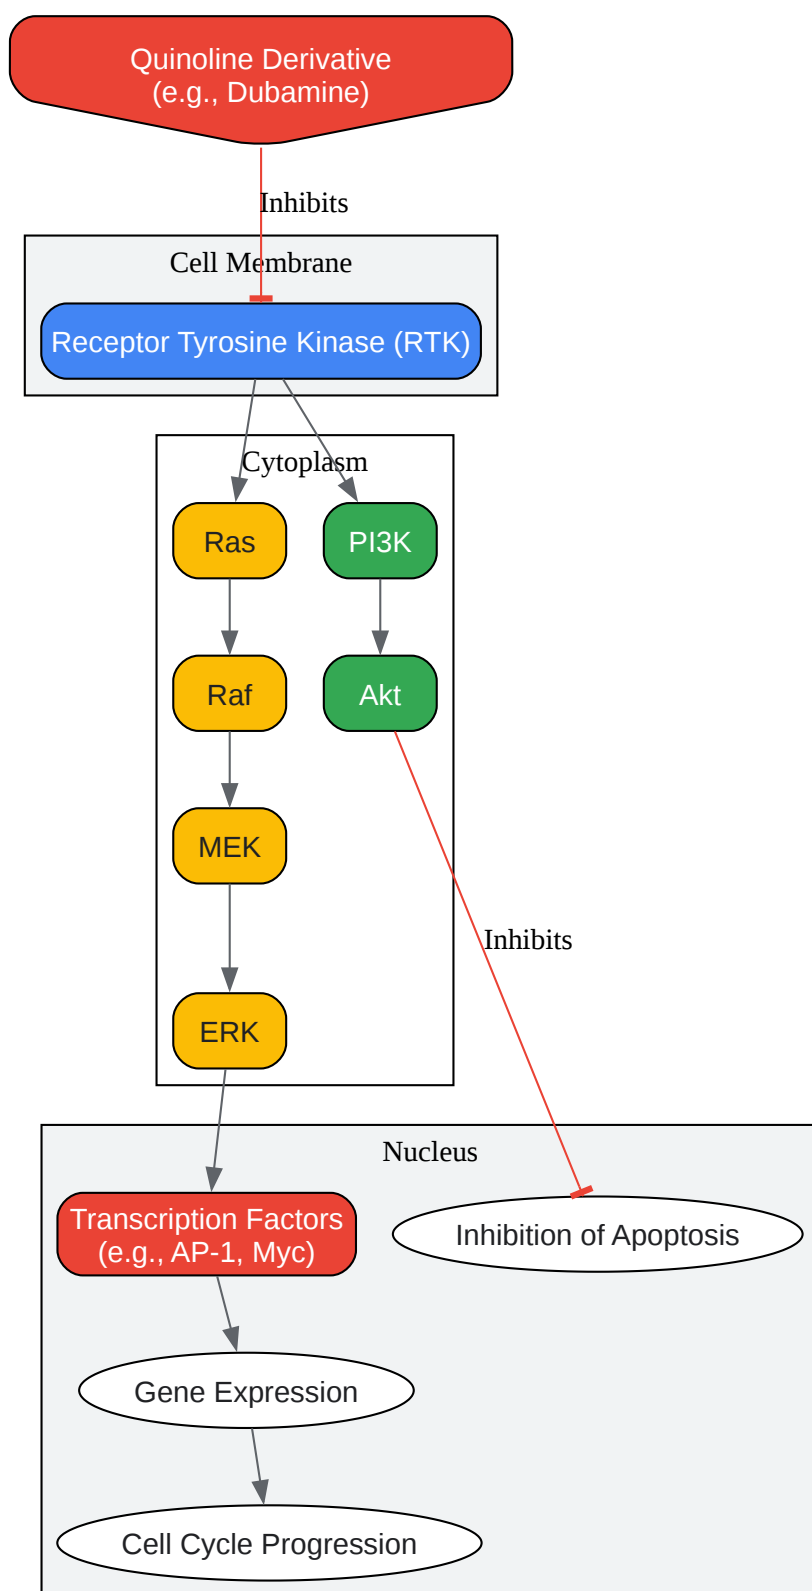 Quinoline Derivative
(e.g., Dubamine)
Inhibits
Cell Membrane
Receptor Tyrosine Kinase (RTK)
Cytoplasm
Ras
PI3K
Raf
Akt
MEK
Inhibits
ERK
Nucleus
Transcription Factors
(e.g., AP-1, Myc)
Inhibition of Apoptosis
Gene Expression
Cell Cycle Progression